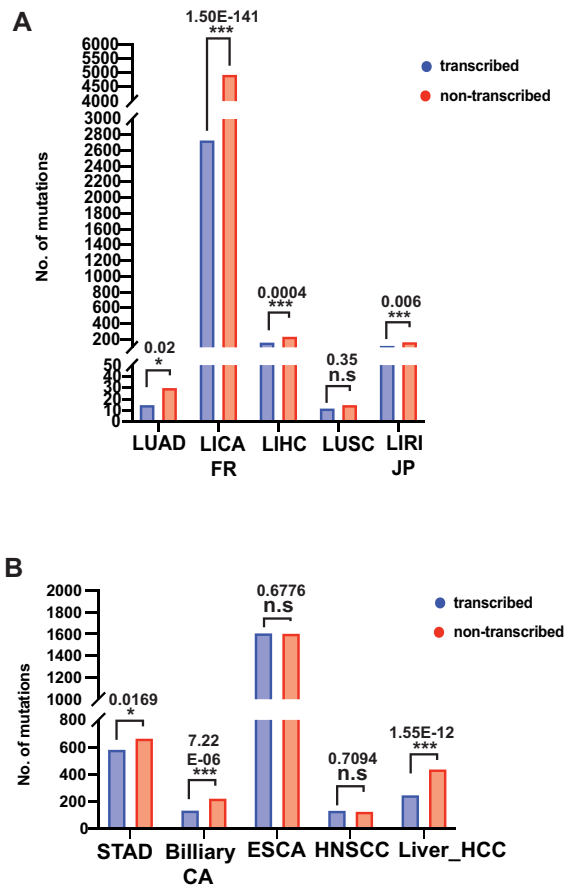 A
1.50E-141
***
6000
5500
5000
4500
4000
3000
2800
2600
2400
2200
2000
1800
1600
1400
1200
1000
800
600
400
200
50
40
30
20
10
0
No. of mutations
transcribed
non-transcribed
0.02
*
0.0004
***
0.35
n.s
0.006
***
LUAD LICA LIHC LUSC LIRI
FR JP
B
2000
1800
1600
1400
1200
1000
800
600
400
200
0
No. of mutations
0.6776
n.s
transcribed
non-transcribed
0.0169
*
7.22
E-06
***
0.7094
n.s
1.55E-12
***
STAD Billiary ESCA HNSCC Liver_HCC
CA